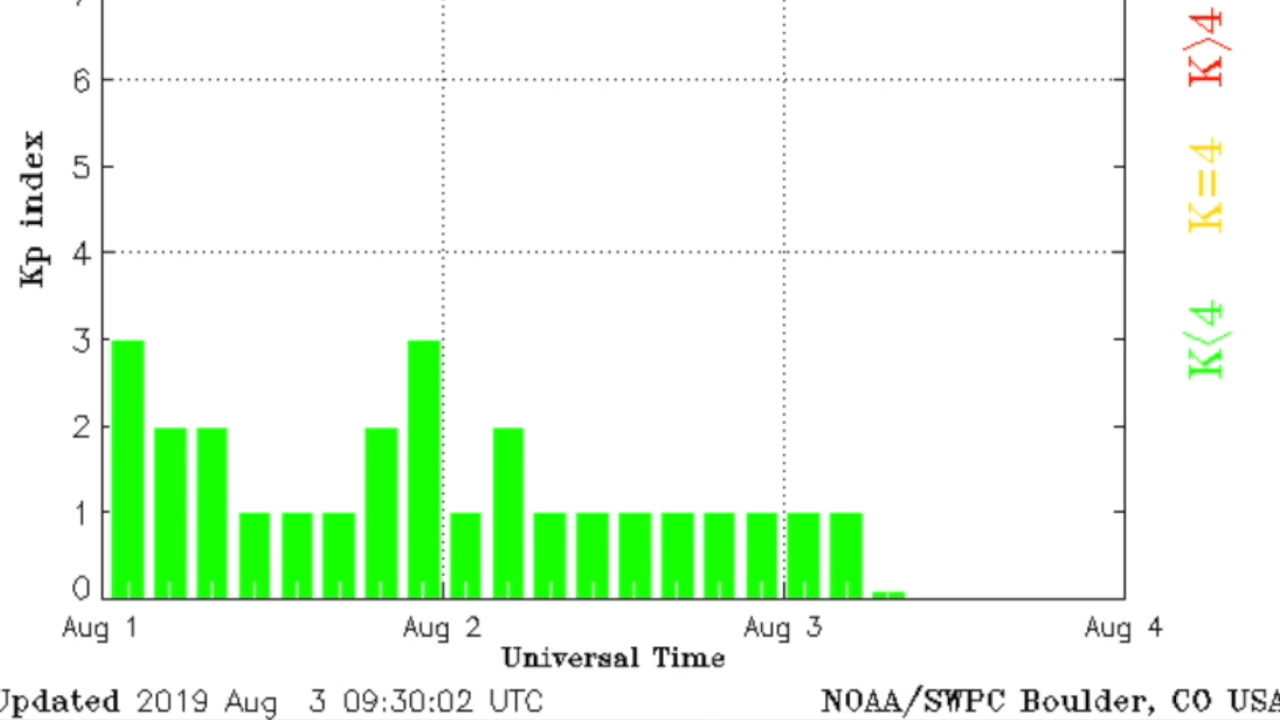 7
6
5
4
3
2
1
0
Kp index
K>4
K=4
K<4
Aug 1 Aug 2 Aug 3 Aug 4
Universal Time
Updated 2019 Aug 3 09:30:02 UTC
NOAA/SWPC Boulder, CO USA